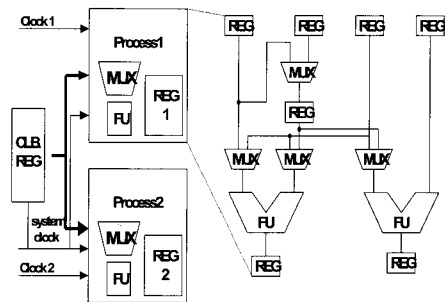 Clock 1
Process1
MUX
REG
1
FU
CLB
REG
system
clock
Process2
MUX
REG
2
FU
Clock 2
REG
REG
REG
REG
MUX
REG
MUX
MUX
MUX
FU
FU
REG
REG